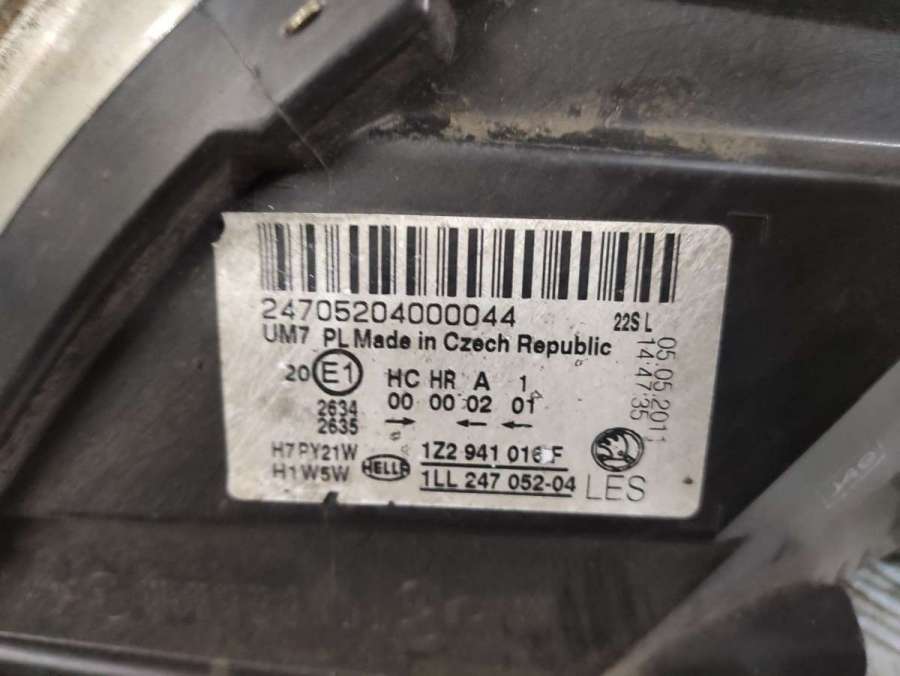 24705204000044
22S L
UM7 PL Made in Czech Republic
05.05.2011
14:47:35
20 E1 HC HR A 1
00 00 02 01
2634
2635 → ← ←
H7 PY21W 1Z2 941 016 F
H1 W5W HELLA 1LL 247 052-04
LES